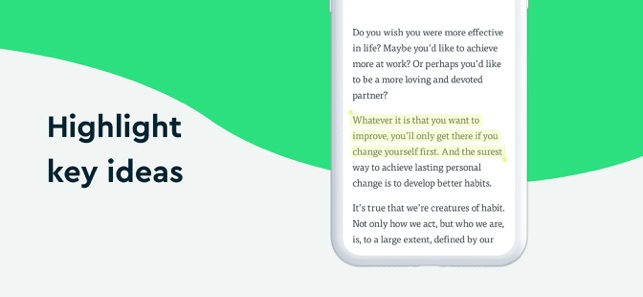 Highlight
key ideas
Do you wish you were more effective
in life? Maybe you'd like to achieve
more at work? Or perhaps you'd like
to be a more loving and devoted
partner?
Whatever it is that you want to
improve, you'll only get there if you
change yourself first. And the surest
way to achieve lasting personal
change is to develop better habits.
It's true that we're creatures of habit.
Not only how we act, but who we are,
is, to a large extent, defined by our